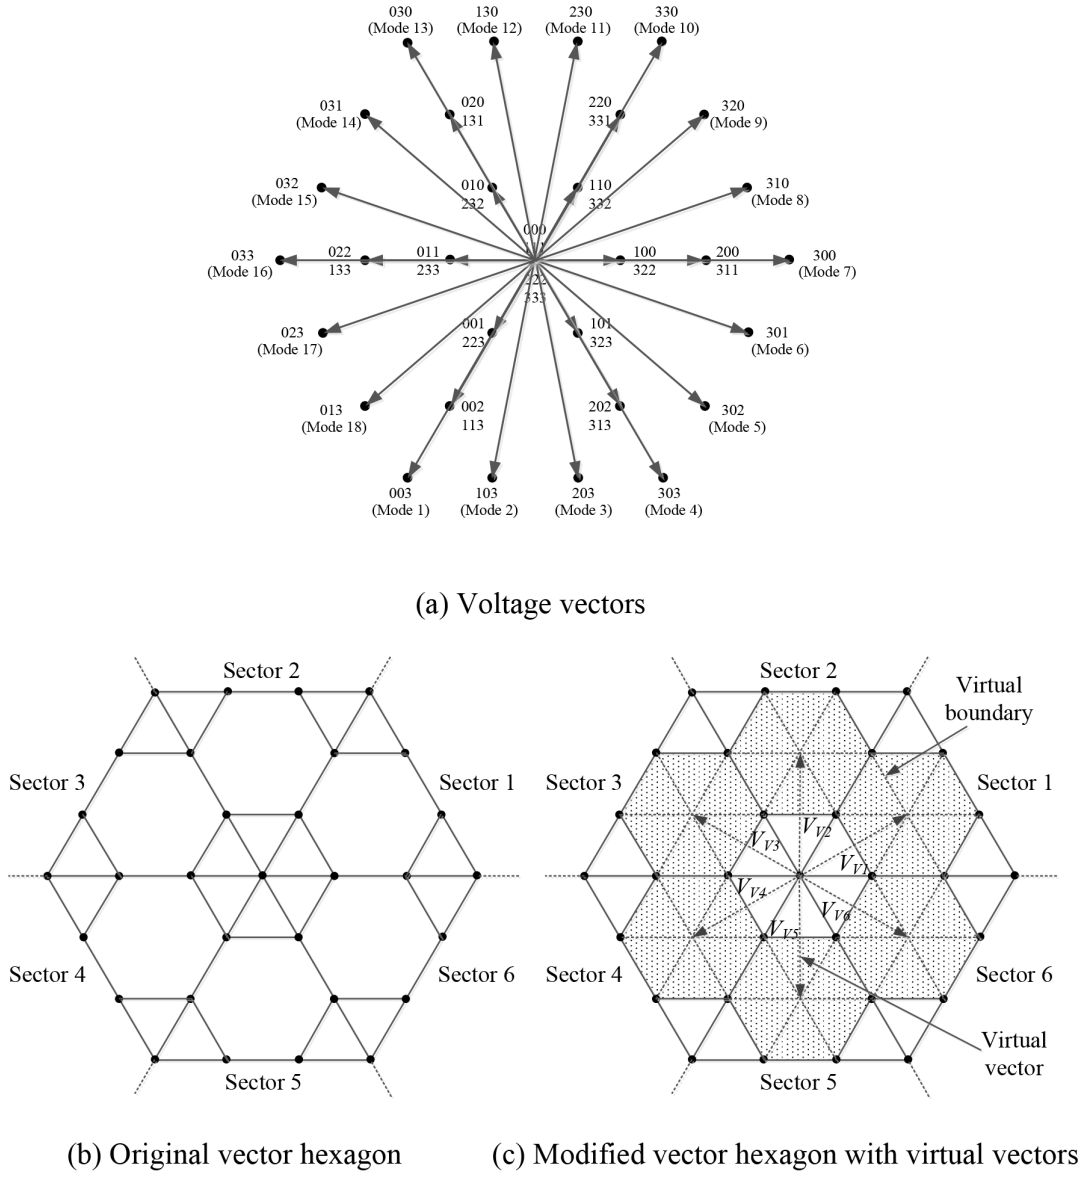 030
(Mode 13)
130
(Mode 12)
230
(Mode 11)
330
(Mode 10)
031
(Mode 14)
020
131
220
331
320
(Mode 9)
032
(Mode 15)
010
232
110
332
310
(Mode 8)
000
033
(Mode 16)
022
133
011
233
100
322
200
311
300
(Mode 7)
222
333
023
(Mode 17)
001
223
101
323
301
(Mode 6)
013
(Mode 18)
002
113
202
313
302
(Mode 5)
003
(Mode 1)
103
(Mode 2)
203
(Mode 3)
303
(Mode 4)
(a) Voltage vectors
Sector 2
Sector 3
Sector 1
Sector 4
Sector 6
Sector 5
(b) Original vector hexagon
Sector 2
Virtual
boundary
Sector 3
Sector 1
VV2
VV3
VV1
VV4
VV6
VV5
Sector 4
Sector 6
Virtual
vector
Sector 5
(c) Modified vector hexagon with virtual vectors